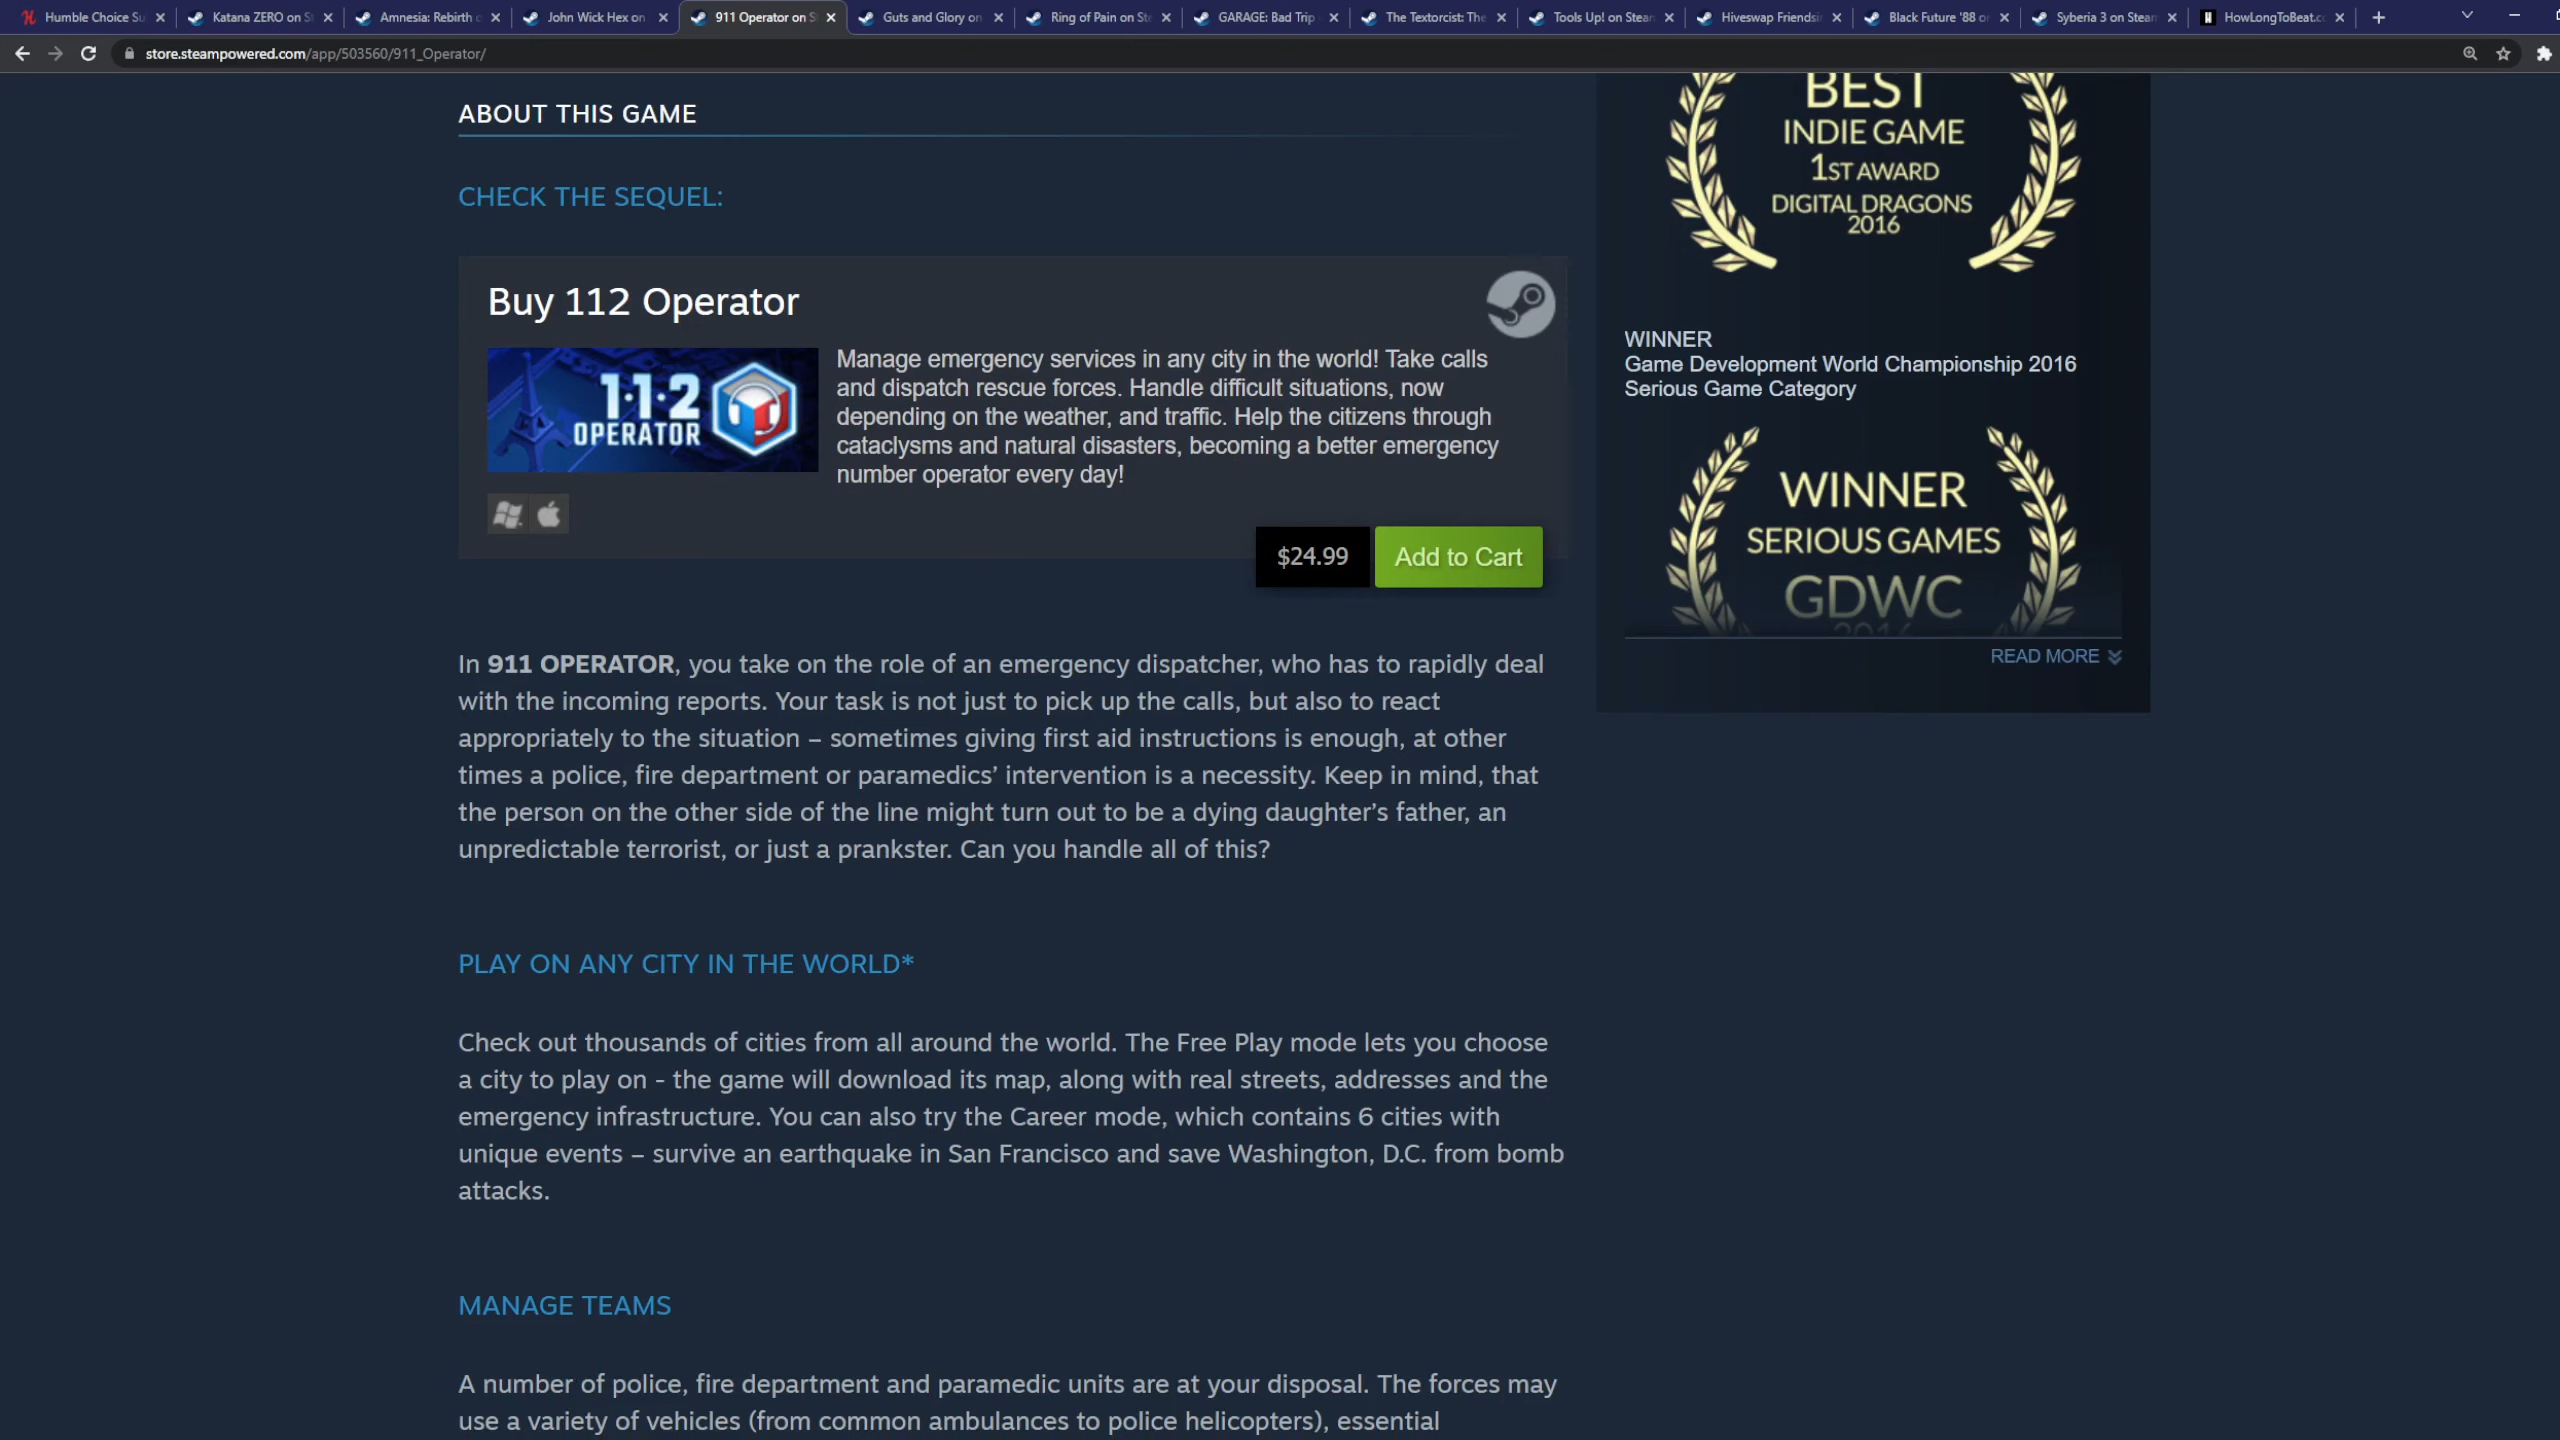 Humble Choice Su
Katana ZERO on S
Amnesia: Rebirth o
John Wick Hex on
911 Operator on S
Guts and Glory on
Ring of Pain on Ste
GARAGE: Bad Trip
The Textorcist: The
Tools Up! on Steam
Hiveswap Friendsi
Black Future '88 on
Syberia 3 on Steam
HowLongToBeat.c
store.steampowered.com/app/503560/911_Operator/
ABOUT THIS GAME
CHECK THE SEQUEL:
Buy 112 Operator
1·1·2
OPERATOR
Manage emergency services in any city in the world! Take calls
and dispatch rescue forces. Handle difficult situations, now
depending on the weather, and traffic. Help the citizens through
cataclysms and natural disasters, becoming a better emergency
number operator every day!
$24.99
Add to Cart
In 911 OPERATOR, you take on the role of an emergency dispatcher, who has to rapidly deal
with the incoming reports. Your task is not just to pick up the calls, but also to react
appropriately to the situation – sometimes giving first aid instructions is enough, at other
times a police, fire department or paramedics’ intervention is a necessity. Keep in mind, that
the person on the other side of the line might turn out to be a dying daughter’s father, an
unpredictable terrorist, or just a prankster. Can you handle all of this?
PLAY ON ANY CITY IN THE WORLD*
Check out thousands of cities from all around the world. The Free Play mode lets you choose
a city to play on - the game will download its map, along with real streets, addresses and the
emergency infrastructure. You can also try the Career mode, which contains 6 cities with
unique events – survive an earthquake in San Francisco and save Washington, D.C. from bomb
attacks.
MANAGE TEAMS
A number of police, fire department and paramedic units are at your disposal. The forces may
use a variety of vehicles (from common ambulances to police helicopters), essential
BEST
INDIE GAME
1ST AWARD
DIGITAL DRAGONS
2016
WINNER
Game Development World Championship 2016
Serious Game Category
WINNER
SERIOUS GAMES
GDWC
2016
READ MORE